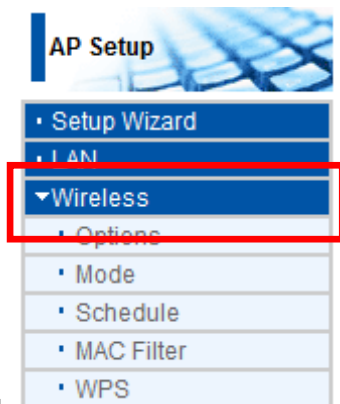 AP Setup
Setup Wizard
LAN
Wireless
Options
Mode
Schedule
MAC Filter
WPS